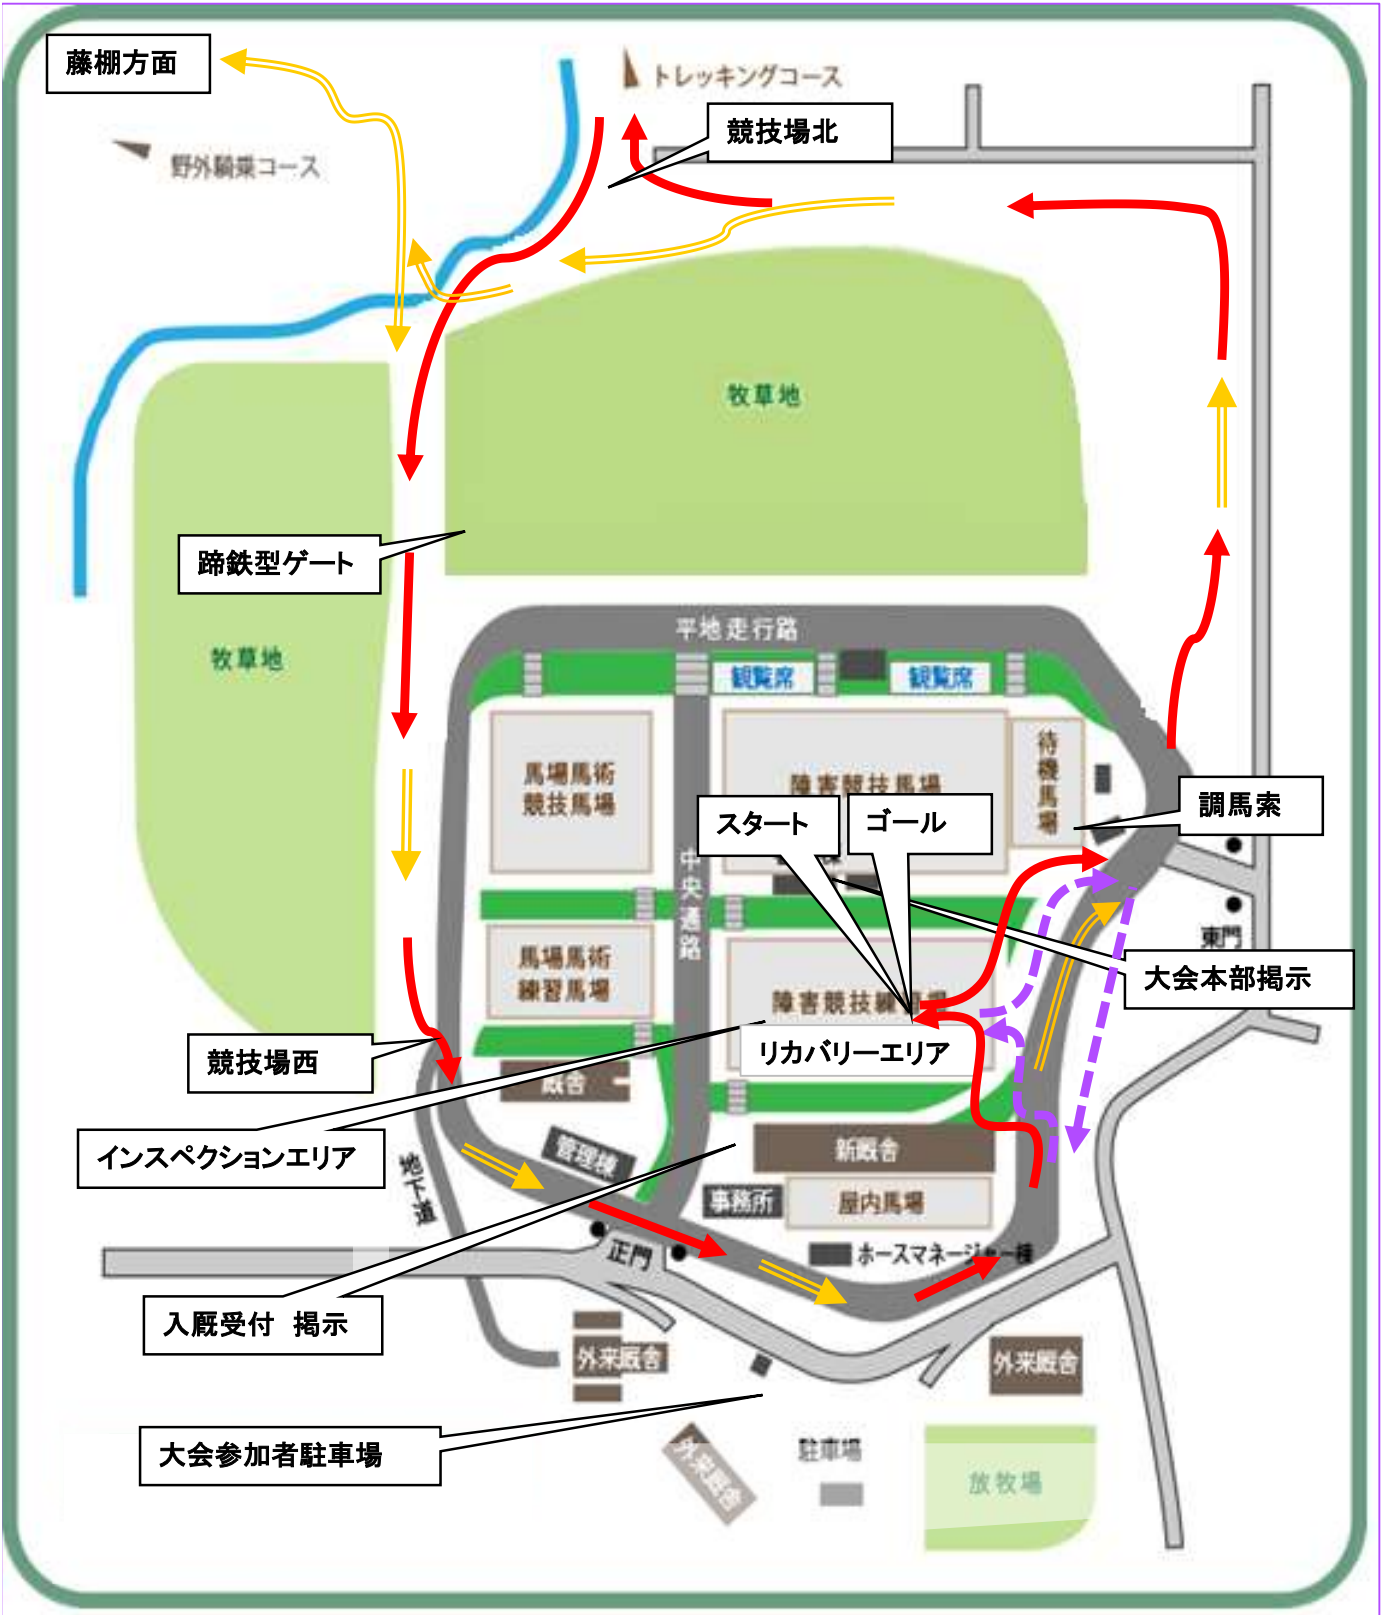 藤棚方面
トレッキングコース
競技場北
野外騎乗コース
牧草地
蹄鉄型ゲート
牧草地
平地走行路
観覧席
観覧席
馬場馬術
競技馬場
障害競技馬場
待機馬場
調馬索
スタート
ゴール
中央通路
東門
馬場馬術
練習馬場
大会本部掲示
障害競技練習馬場
リカバリーエリア
競技場西
厩舎
インスペクションエリア
管理棟
新厩舎
地下道
事務所
屋内馬場
正門
ホースマネージャー棟
入厩受付 掲示
外来厩舎
外来厩舎
大会参加者駐車場
外来厩舎
駐車場
放牧場